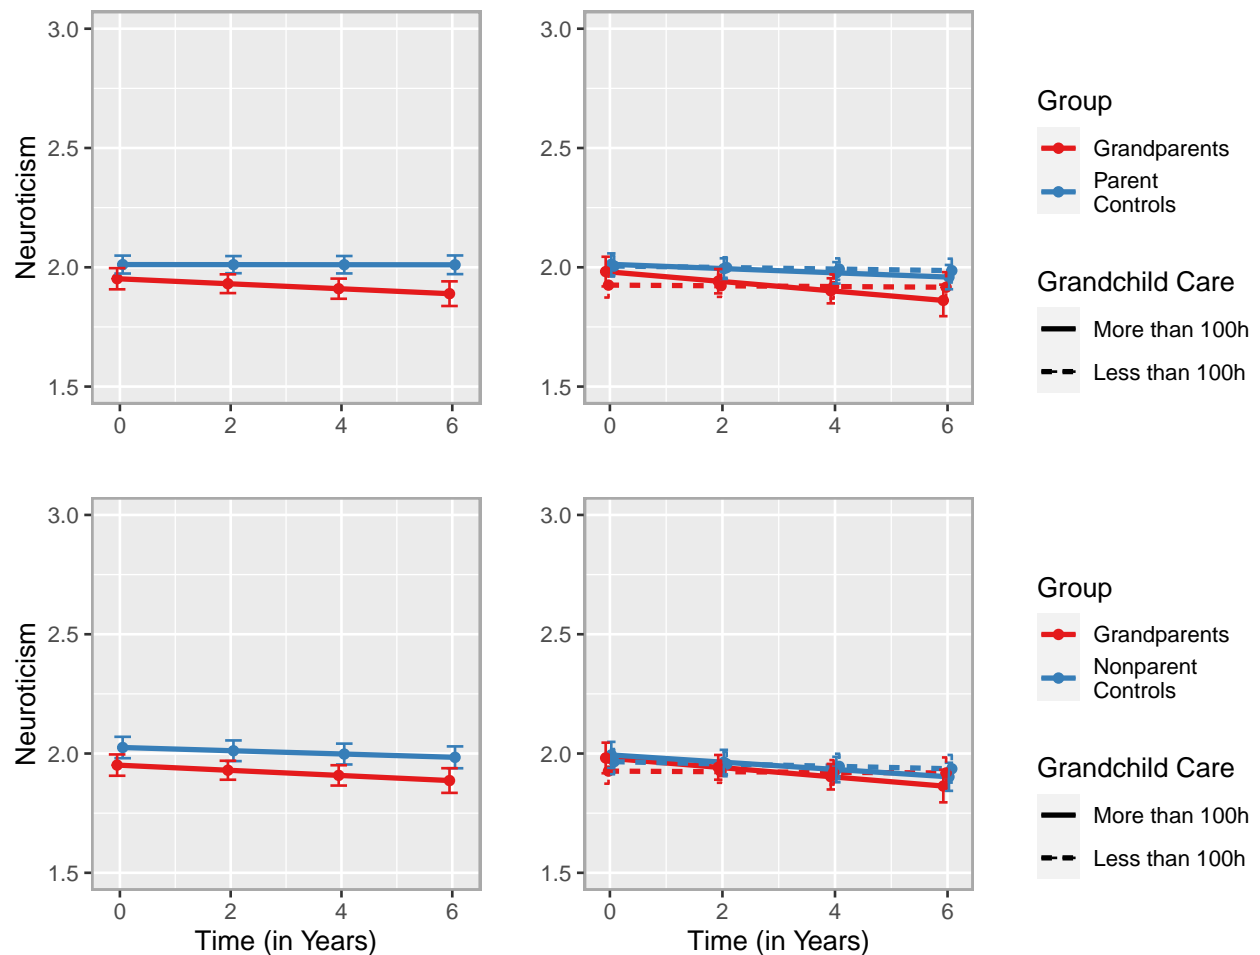 3.0
2.5
2.0
1.5
Neuroticism
0 2 4 6
3.0
2.5
2.0
1.5
0 2 4 6
Group
Grandparents
Parent
Controls
Grandchild Care
More than 100h
Less than 100h
3.0
2.5
2.0
1.5
Neuroticism
0 2 4 6
Time (in Years)
3.0
2.5
2.0
1.5
0 2 4 6
Time (in Years)
Group
Grandparents
Nonparent
Controls
Grandchild Care
More than 100h
Less than 100h